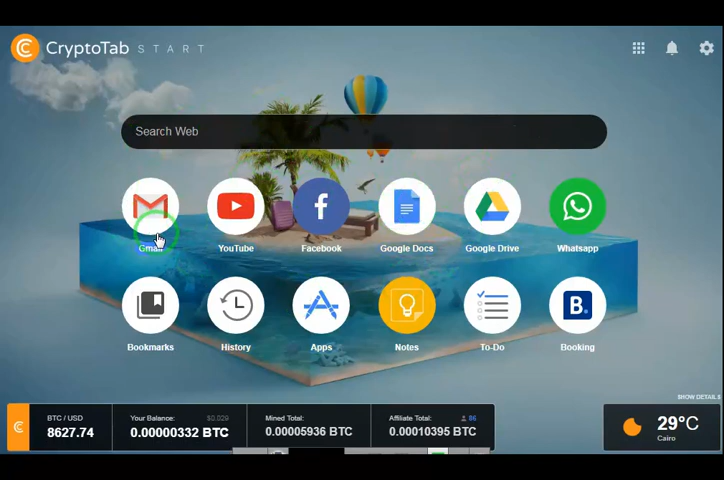 CryptoTab START
Search Web
Gmail YouTube Facebook Google Docs Google Drive Whatsapp
Bookmarks History Apps Notes To-Do Booking
B.
SHOW DETAILS
BTC / USD Your Balance: $0.029 Mined Total: Affiliate Total: 86
8627.74 0.00000332 BTC 0.00005936 BTC 0.00010395 BTC
29°C
Cairo